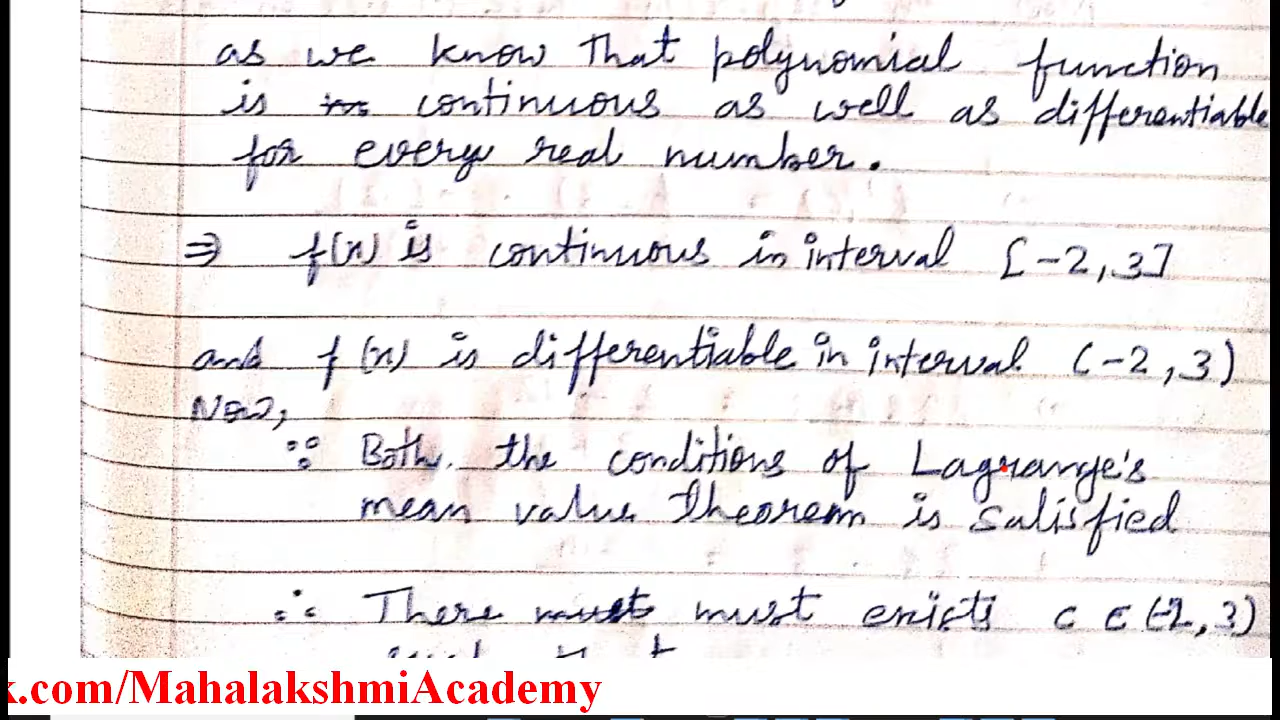 as we know That polynomial function
is continuous as well as differentiable
for every real number.
⇒ f(x) is continuous in interval [-2, 3]
and f(x) is differentiable in interval (-2, 3)
Now,
∵ Both the conditions of Lagrange's
mean value Theorem is satisfied
∴ There must exists c ∈ (-2, 3)
such that
k.com/MahalakshmiAcademy